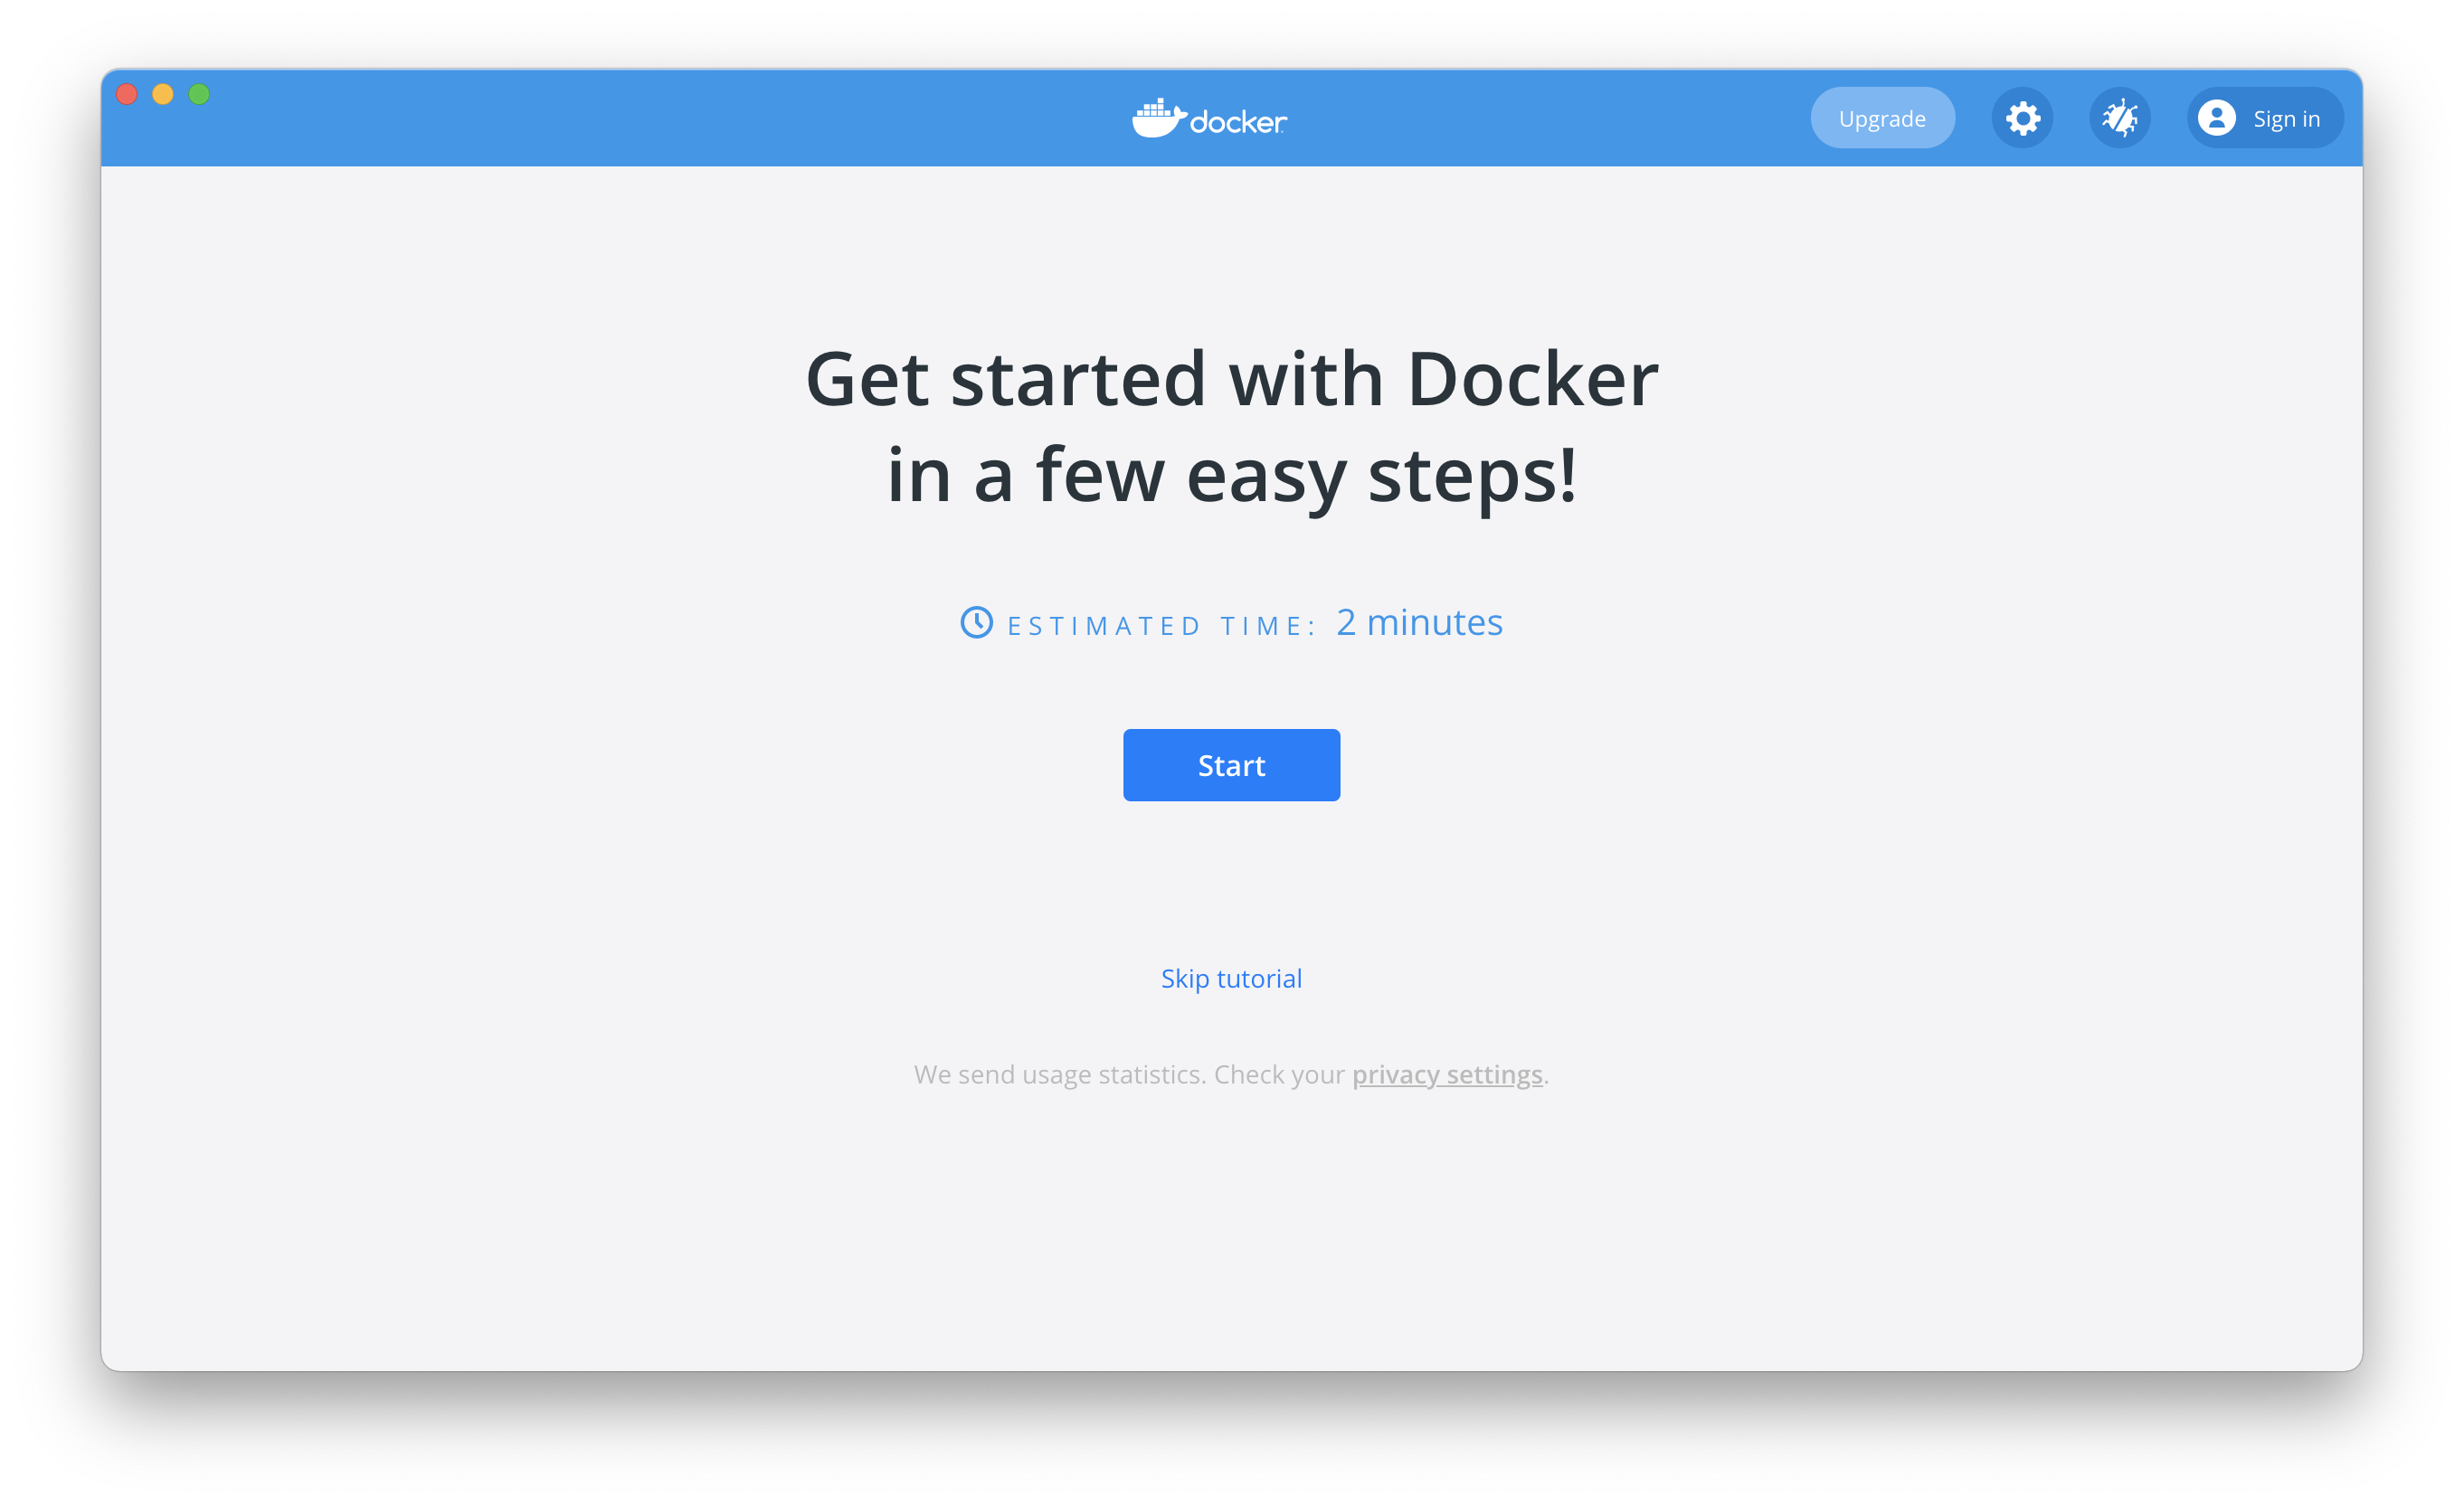 docker
Upgrade
Sign in
Get started with Docker
in a few easy steps!
ESTIMATED TIME: 2 minutes
Start
Skip tutorial
We send usage statistics. Check your privacy settings.